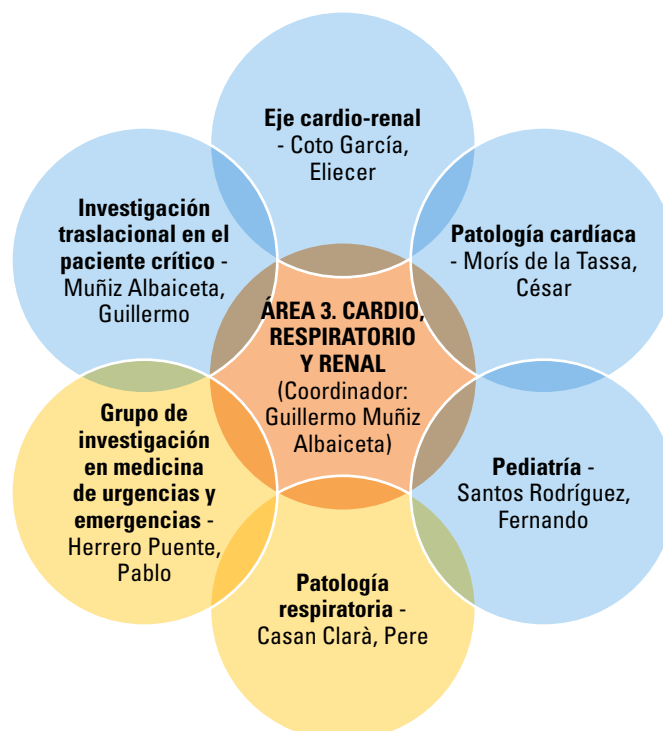 Eje cardio-renal
- Coto García,
Eliecer
Investigación
traslacional en el
paciente crítico -
Muñiz Albaiceta,
Guillermo
Patología cardíaca
- Morís de la Tassa,
César
ÁREA 3. CARDIO,
RESPIRATORIO
Y RENAL
(Coordinador:
Guillermo Muñiz
Albaiceta)
Grupo de
investigación
en medicina
de urgencias y
emergencias -
Herrero Puente,
Pablo
Pediatría -
Santos Rodríguez,
Fernando
Patología
respiratoria -
Casan Clarà, Pere